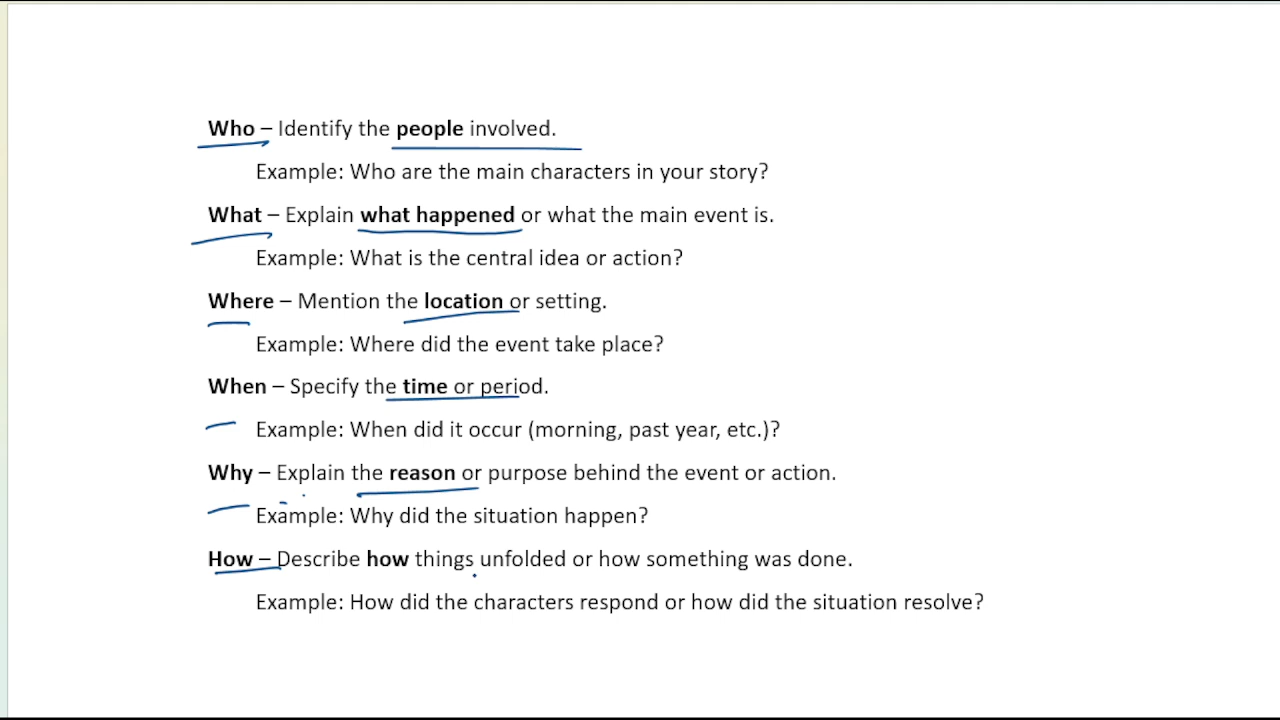 Who – Identify the people involved.
Example: Who are the main characters in your story?
What – Explain what happened or what the main event is.
Example: What is the central idea or action?
Where – Mention the location or setting.
Example: Where did the event take place?
When – Specify the time or period.
Example: When did it occur (morning, past year, etc.)?
Why – Explain the reason or purpose behind the event or action.
Example: Why did the situation happen?
How – Describe how things unfolded or how something was done.
Example: How did the characters respond or how did the situation resolve?